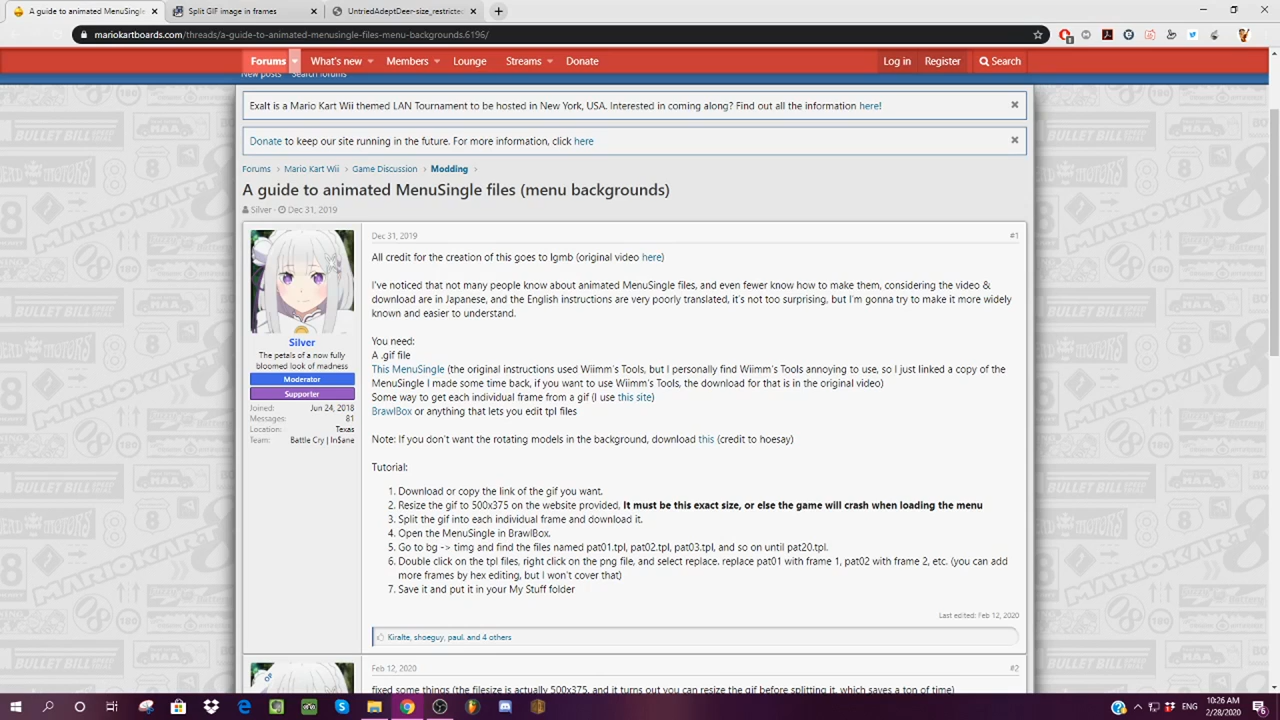 A guide to animated MenuSingle
Split GIF image in frames
UntriedAdeptDeer-size_restricted
mariokartboards.com/threads/a-guide-to-animated-menusingle-files-menu-backgrounds.6196/
Forums What's new Members Lounge Streams Donate Log in Register Search
New posts Search forums
Exalt is a Mario Kart Wii themed LAN Tournament to be hosted in New York, USA. Interested in coming along? Find out all the information here!
Donate to keep our site running in the future. For more information, click here
Forums > Mario Kart Wii > Game Discussion > Modding >
A guide to animated MenuSingle files (menu backgrounds)
Silver · Dec 31, 2019
Dec 31, 2019 #1
Silver
The petals of a now fully
bloomed look of madness
Moderator
Supporter
Joined: Jun 24, 2018
Messages: 81
Location: Texas
Team: Battle Cry | In$ane
All credit for the creation of this goes to lgmb (original video here)
I've noticed that not many people know about animated MenuSingle files, and even fewer know how to make them, considering the video &
download are in Japanese, and the English instructions are very poorly translated, it's not too surprising, but I'm gonna try to make it more widely
known and easier to understand.
You need:
A .gif file
This MenuSingle (the original instructions used Wiimm's Tools, but I personally find Wiimm's Tools annoying to use, so I just linked a copy of the
MenuSingle I made some time back, if you want to use Wiimm's Tools, the download for that is in the original video)
Some way to get each individual frame from a gif (I use this site)
BrawlBox or anything that lets you edit tpl files
Note: If you don't want the rotating models in the background, download this (credit to hoesay)
Tutorial:
1. Download or copy the link of the gif you want.
2. Resize the gif to 500x375 on the website provided, It must be this exact size, or else the game will crash when loading the menu
3. Split the gif into each individual frame and download it.
4. Open the MenuSingle in BrawlBox.
5. Go to bg -> timg and find the files named pat01.tpl, pat02.tpl, pat03.tpl, and so on until pat20.tpl.
6. Double click on the tpl files, right click on the png file, and select replace. replace pat01 with frame 1, pat02 with frame 2, etc. (you can add
more frames by hex editing, but I won't cover that)
7. Save it and put it in your My Stuff folder
Last edited: Feb 12, 2020
Kiralte, shoeguy, paul. and 4 others
Feb 12, 2020 #2
fixed some things (the filesize is actually 500x375, and it turns out you can resize the gif before splitting it, which saves a ton of time)
ENG
10:26 AM
2/28/2020